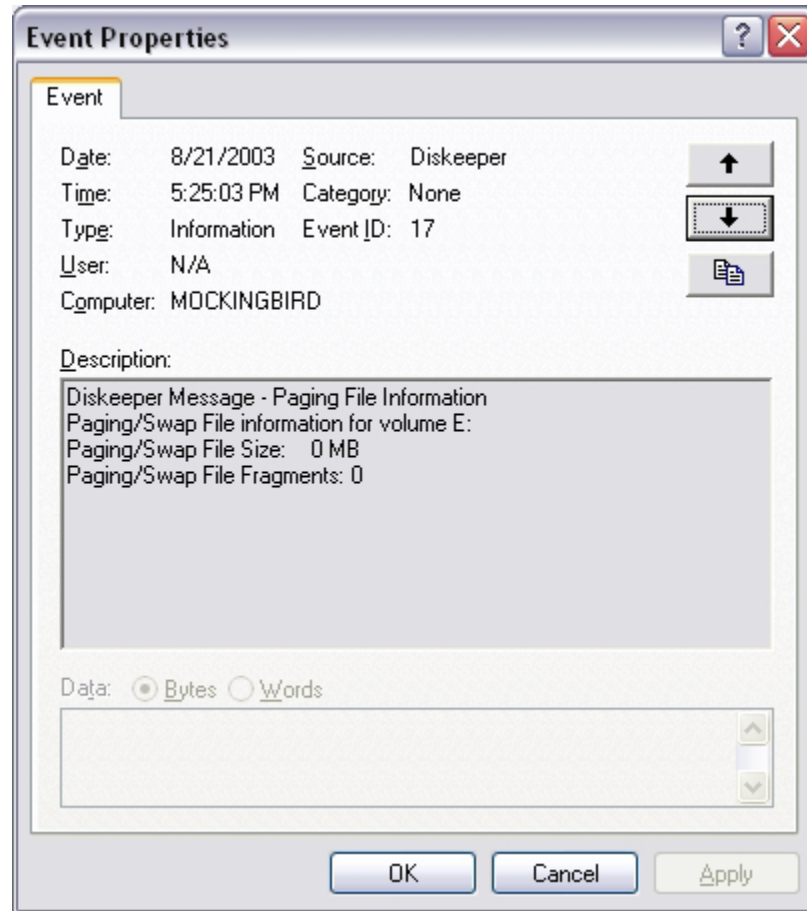 Event Properties
Event
Date: 8/21/2003 Source: Diskeeper
Time: 5:25:03 PM Category: None
Type: Information Event ID: 17
User: N/A
Computer: MOCKINGBIRD
Description:
Diskeeper Message - Paging File Information
Paging/Swap File information for volume E:
Paging/Swap File Size: 0 MB
Paging/Swap File Fragments: 0
Data: Bytes Words
OK Cancel Apply